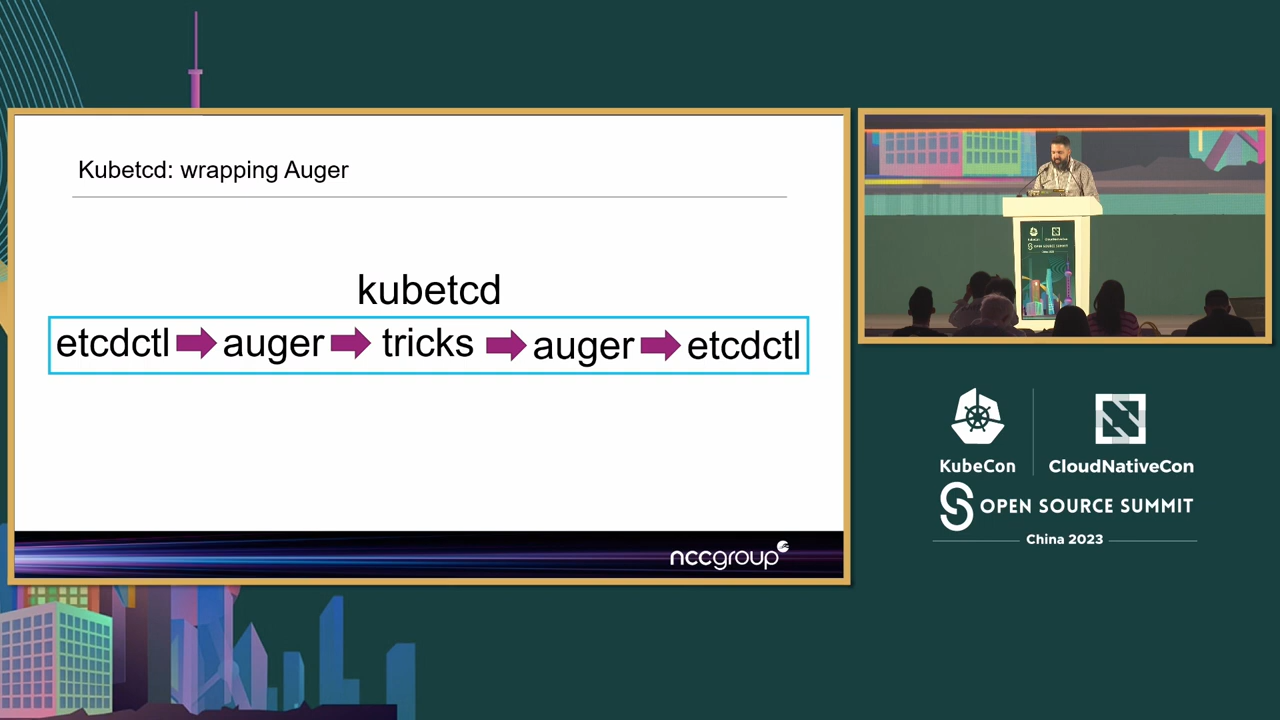 Kubetcd: wrapping Auger
kubetcd
etcdctl auger tricks auger etcdctl
nccgroup
KubeCon CloudNativeCon
OPEN SOURCE SUMMIT
China 2023